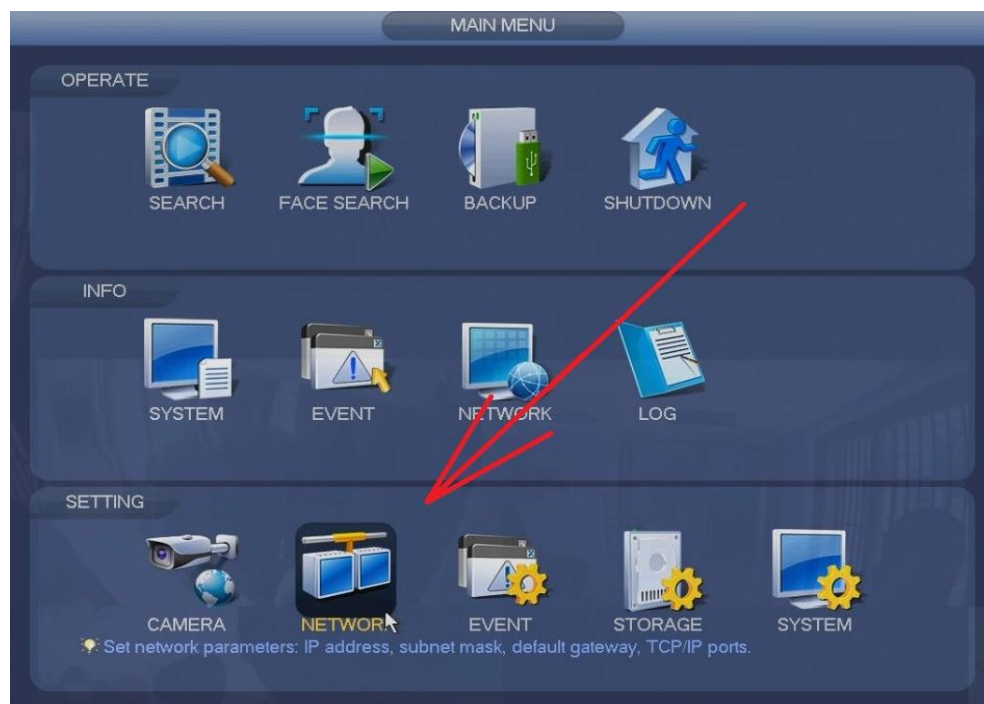 MAIN MENU
OPERATE
SEARCH FACE SEARCH BACKUP SHUTDOWN
INFO
SYSTEM EVENT NETWORK LOG
SETTING
CAMERA NETWORK EVENT STORAGE SYSTEM
Set network parameters: IP address, subnet mask, default gateway, TCP/IP ports.